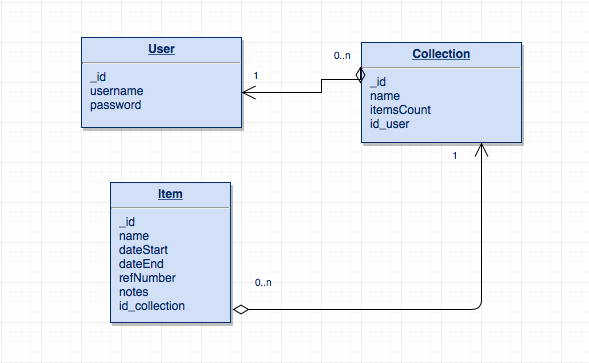 User
_id
username
password
1
0..n
Collection
_id
name
itemsCount
id_user
1
Item
_id
name
dateStart
dateEnd
refNumber
notes
id_collection
0..n